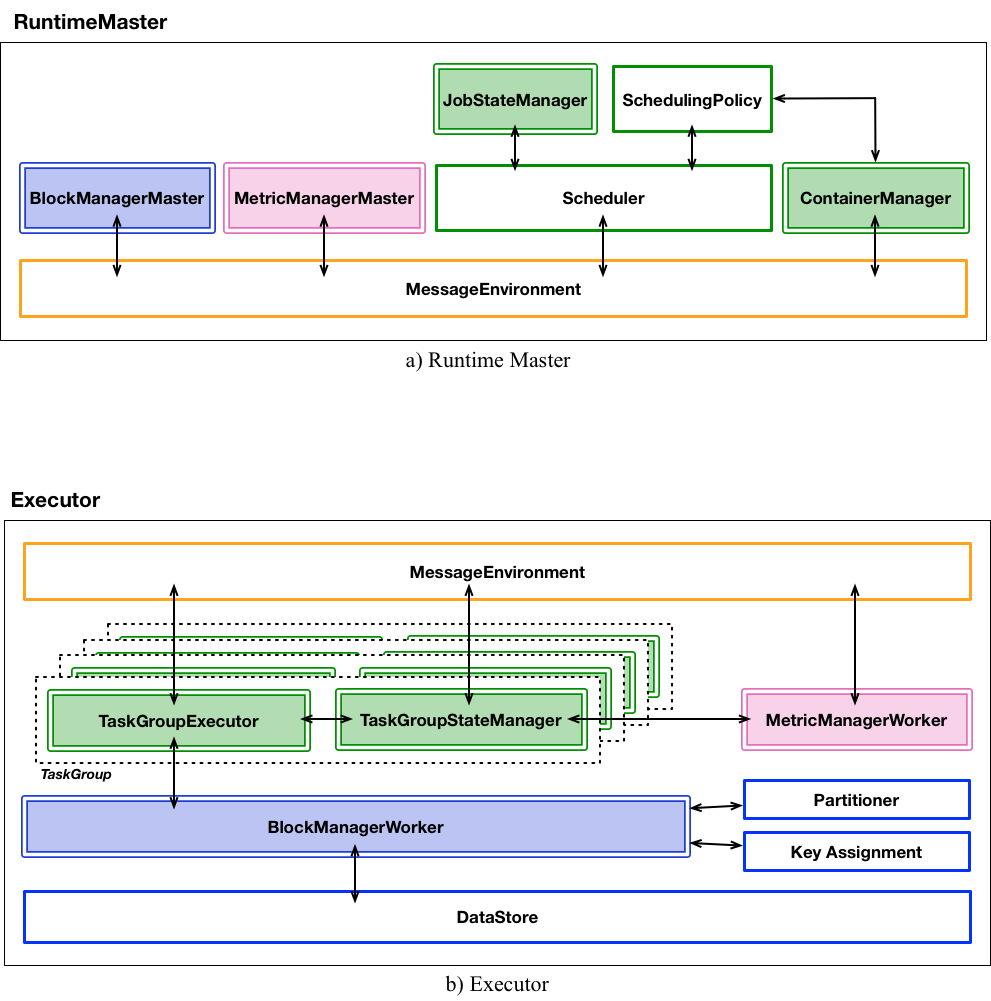 RuntimeMaster
JobStateManager
SchedulingPolicy
BlockManagerMaster
MetricManagerMaster
Scheduler
ContainerManager
MessageEnvironment
a) Runtime Master
Executor
MessageEnvironment
TaskGroupExecutor
TaskGroupStateManager
MetricManagerWorker
TaskGroup
Partitioner
BlockManagerWorker
Key Assignment
DataStore
b) Executor